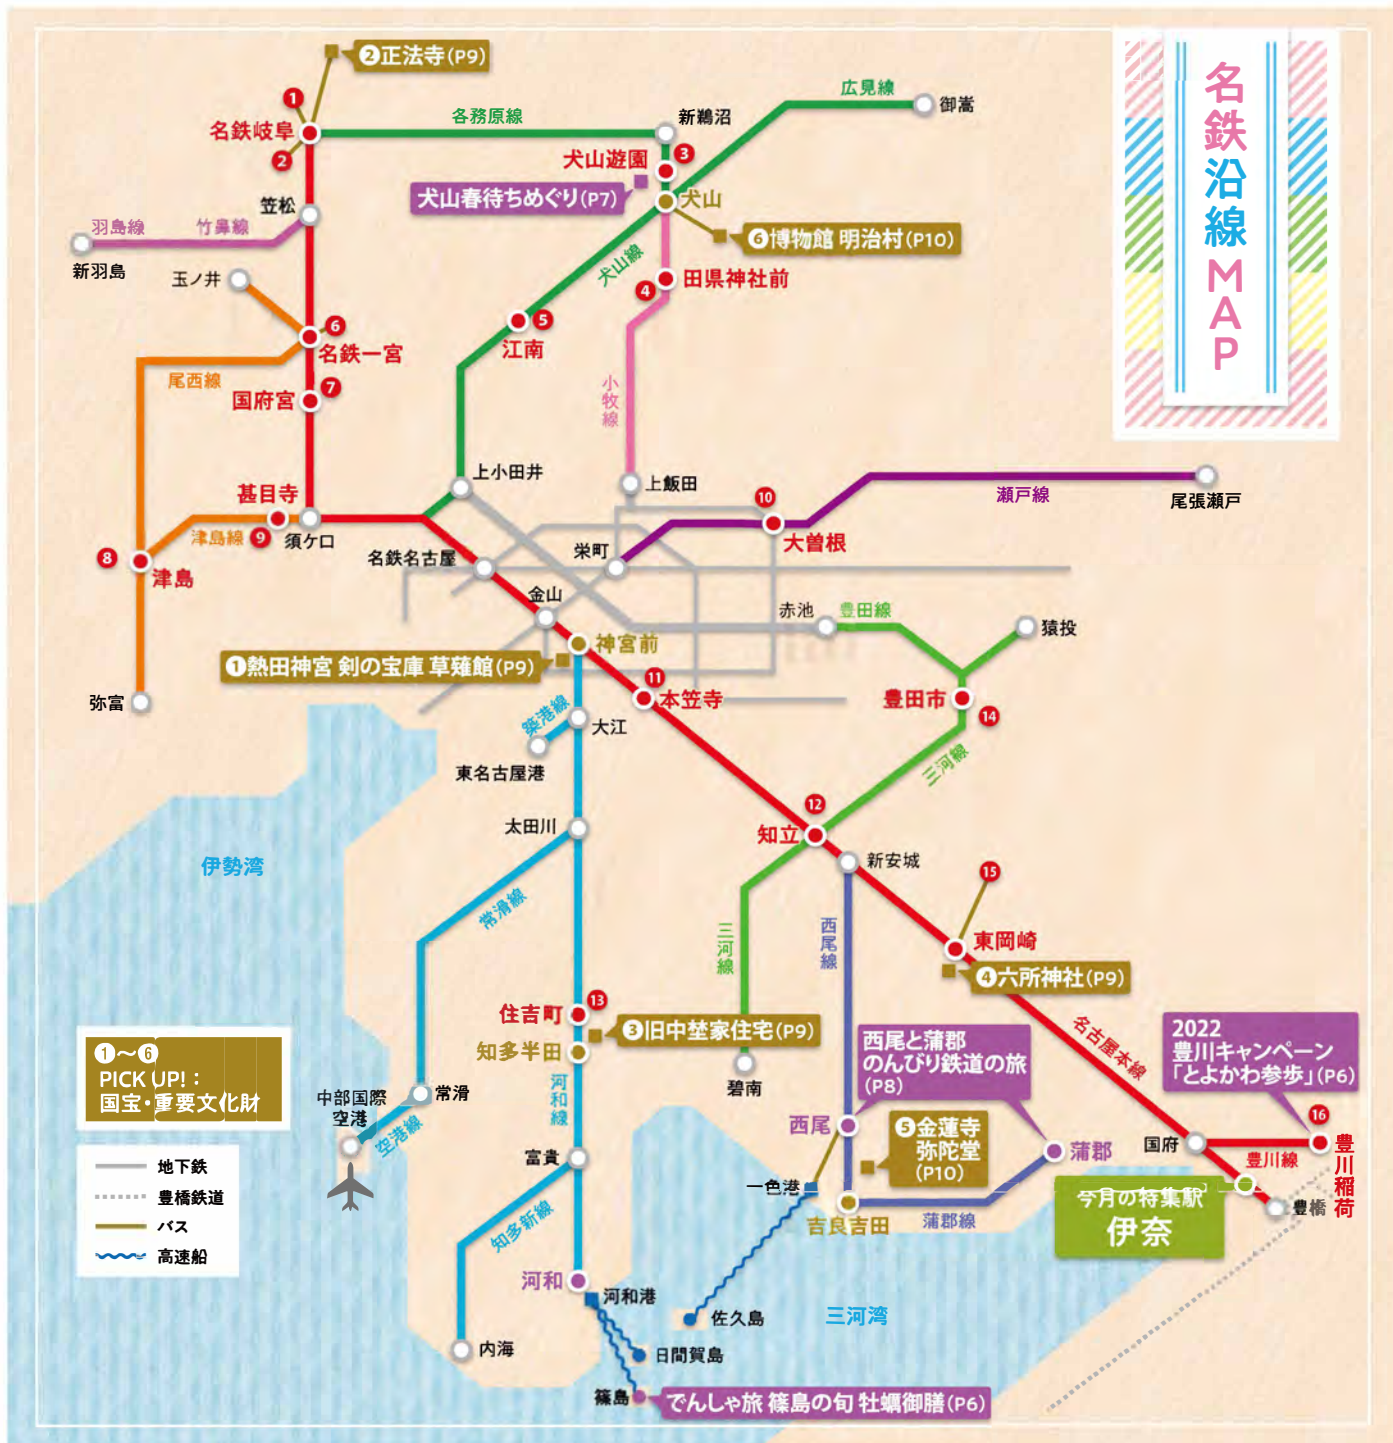 名鉄沿線MAP
❷正法寺(P9)
1
名鉄岐阜
2
各務原線
新鵜沼
広見線
御嵩
犬山遊園
3
犬山春待ちめぐり(P7)
犬山
❻博物館 明治村(P10)
笠松
羽島線
竹鼻線
新羽島
玉ノ井
犬山線
4
田県神社前
6
名鉄一宮
5
江南
尾西線
国府宮
7
小牧線
上小田井
上飯田
10
瀬戸線
尾張瀬戸
甚目寺
津島線
9
須ケ口
大曽根
8
津島
名鉄名古屋
栄町
金山
赤池
豊田線
猿投
神宮前
❶熱田神宮 剣の宝庫 草薙館(P9)
11
本笠寺
弥富
豊田市
14
築港線
大江
東名古屋港
三河線
12
知立
太田川
新安城
伊勢湾
15
常滑線
三河線
西尾線
東岡崎
❹六所神社(P9)
住吉町
13
❸旧中埜家住宅(P9)
知多半田
名古屋本線
西尾と蒲郡
のんびり鉄道の旅
(P8)
2022
豊川キャンペーン
「とよかわ参歩」(P6)
❶〜❻
PICK UP!：
国宝・重要文化財
碧南
河和線
常滑
中部国際
空港
空港線
西尾
❺金蓮寺
弥陀堂
(P10)
蒲郡
16
国府
豊川線
豊川稲荷
富貴
一色港
今月の特集駅
伊奈
豊橋
吉良吉田
蒲郡線
地下鉄
豊橋鉄道
バス
高速船
知多新線
河和
河和港
佐久島
三河湾
内海
日間賀島
篠島
でんしゃ旅 篠島の旬 牡蠣御膳(P6)